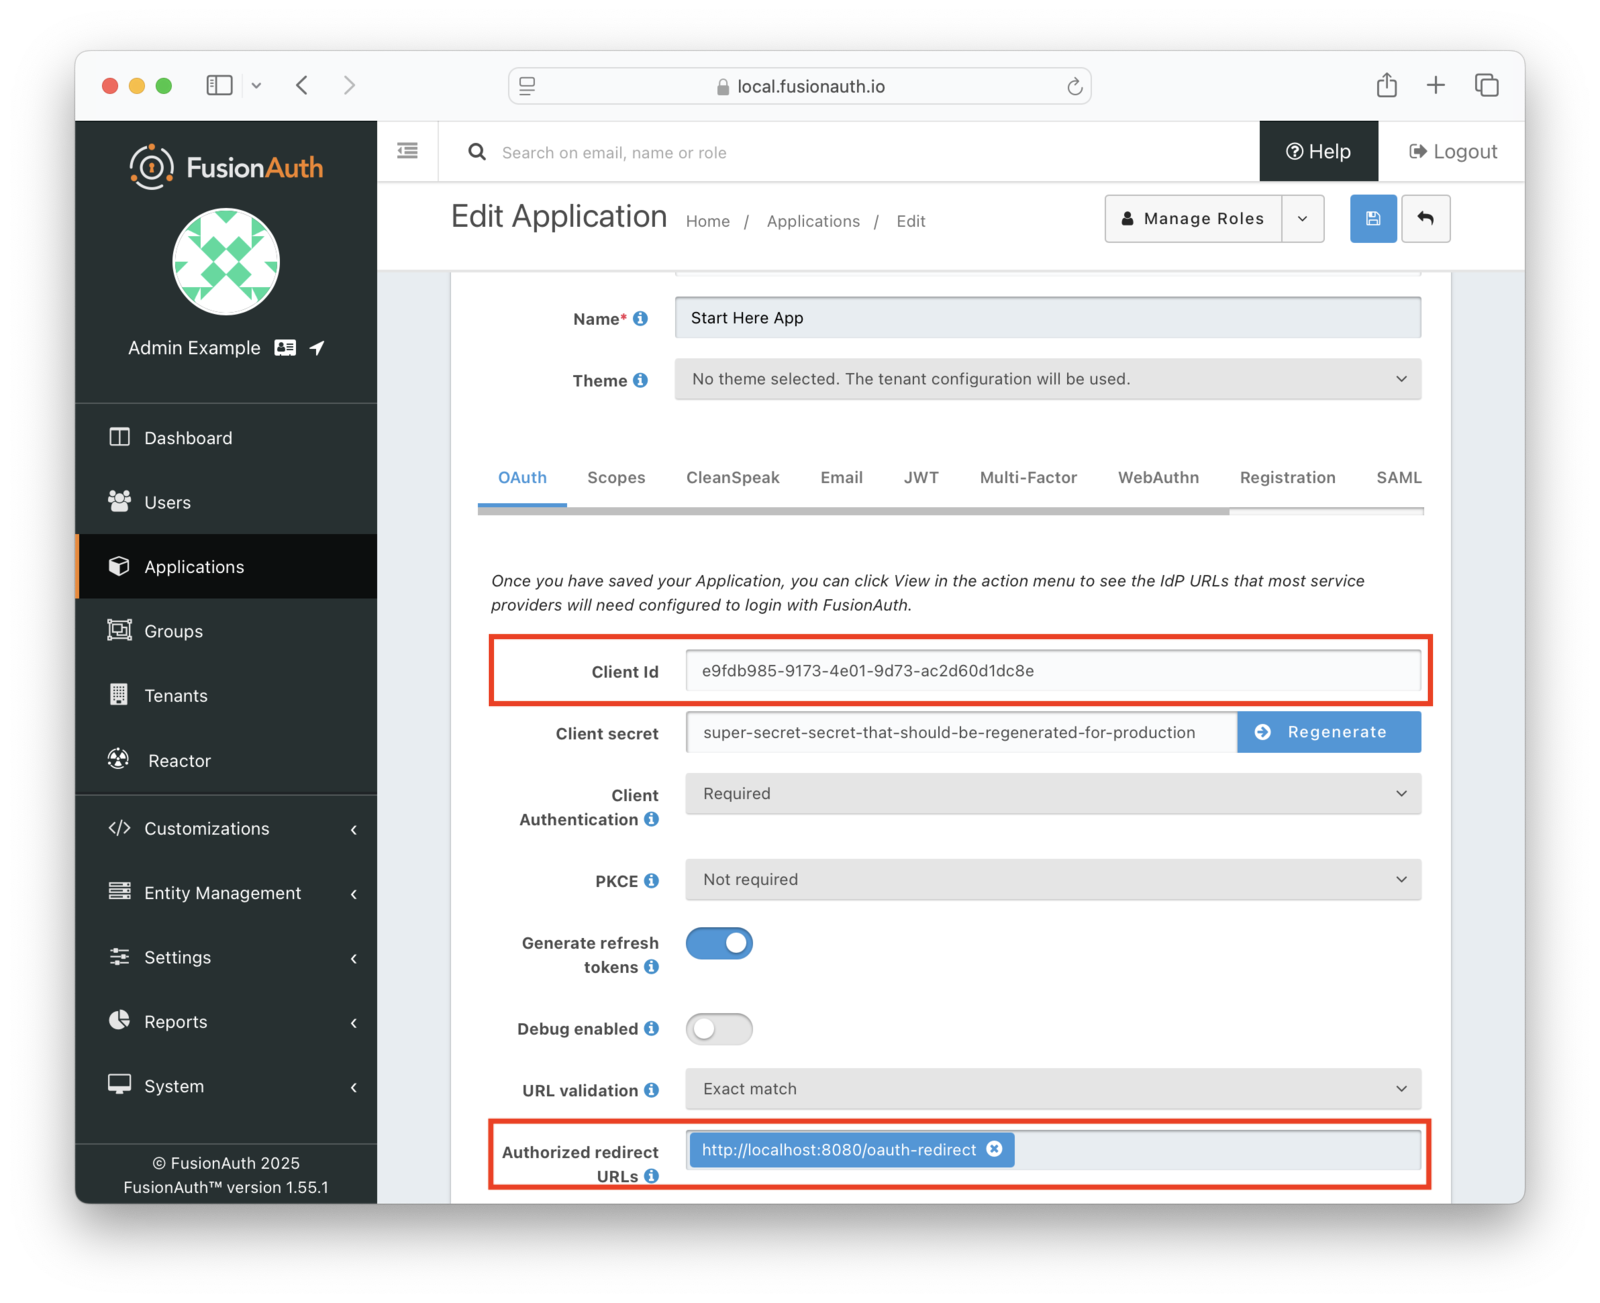 local.fusionauth.io
FusionAuth
Search on email, name or role
Help
Logout
Edit Application
Home / Applications / Edit
Manage Roles
Admin Example
Dashboard
Users
Applications
Groups
Tenants
Reactor
Customizations
Entity Management
Settings
Reports
System
© FusionAuth 2025
FusionAuth™ version 1.55.1
Name*
Start Here App
Theme
No theme selected. The tenant configuration will be used.
OAuth Scopes CleanSpeak Email JWT Multi-Factor WebAuthn Registration SAML
Once you have saved your Application, you can click View in the action menu to see the IdP URLs that most service
providers will need configured to login with FusionAuth.
Client Id
e9fdb985-9173-4e01-9d73-ac2d60d1dc8e
Client secret
super-secret-secret-that-should-be-regenerated-for-production
Regenerate
Client
Authentication
Required
PKCE
Not required
Generate refresh
tokens
Debug enabled
URL validation
Exact match
Authorized redirect
URLs
http://localhost:8080/oauth-redirect